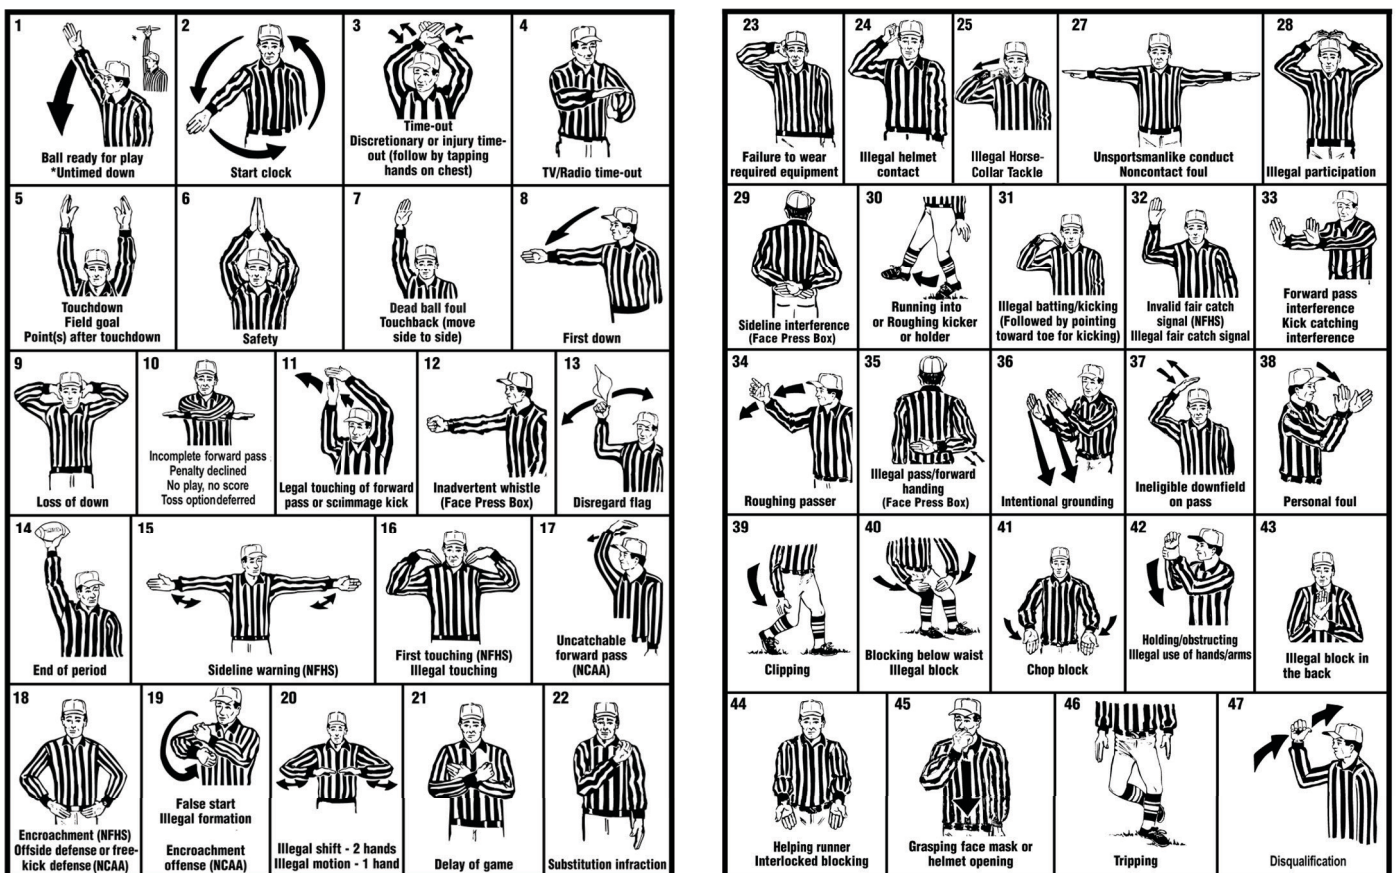 1
Ball ready for play
*Untimed down
2
Start clock
3
Time-out
Discretionary or injury time-
out (follow by tapping
hands on chest)
4
TV/Radio time-out
5
Touchdown
Field goal
Point(s) after touchdown
6
Safety
7
Dead ball foul
Touchback (move
side to side)
8
First down
9
Loss of down
10
Incomplete forward pass
Penalty declined
No play, no score
Toss option deferred
11
Legal touching of forward
pass or scimmage kick
12
Inadvertent whistle
(Face Press Box)
13
Disregard flag
14
End of period
15
Sideline warning (NFHS)
16
First touching (NFHS)
Illegal touching
17
Uncatchable
forward pass
(NCAA)
18
Encroachment (NFHS)
Offside defense or free-
kick defense (NCAA)
19
False start
Illegal formation
Encroachment
offense (NCAA)
20
Illegal shift - 2 hands
Illegal motion - 1 hand
21
Delay of game
22
Substitution infraction
23
Failure to wear
required equipment
24
Illegal helmet
contact
25
Illegal Horse-
Collar Tackle
27
Unsportsmanlike conduct
Noncontact foul
28
Illegal participation
29
Sideline interference
(Face Press Box)
30
Running into
or Roughing kicker
or holder
31
Illegal batting/kicking
(Followed by pointing
toward toe for kicking)
32
Invalid fair catch
signal (NFHS)
Illegal fair catch signal
33
Forward pass
interference
Kick catching
interference
34
Roughing passer
35
Illegal pass/forward
handing
(Face Press Box)
36
Intentional grounding
37
Ineligible downfield
on pass
38
Personal foul
39
Clipping
40
Blocking below waist
Illegal block
41
Chop block
42
Holding/obstructing
Illegal use of hands/arms
43
Illegal block in
the back
44
Helping runner
Interlocked blocking
45
Grasping face mask or
helmet opening
46
Tripping
47
Disqualification